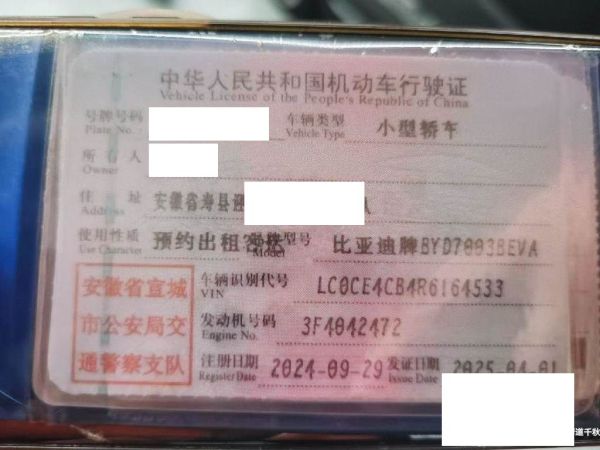 中华人民共和国机动车行驶证
Vehicle License of the People's Republic of China
号牌号码
Plate No.
车辆类型 小型轿车
Vehicle Type
所有人
Owner
住址 安徽省
Address
使用性质 预约出租客运
Use Character
品牌型号 比亚迪牌BYD7003BEVA
Model
安徽省宣城
市公安局交
通警察支队
车辆识别代号 LC0CE4CB4R6164533
VIN
发动机号码 3F4042472
Engine No.
注册日期 2024-09-29
Register Date
发证日期 2025-04-01
Issue Date
道千秋